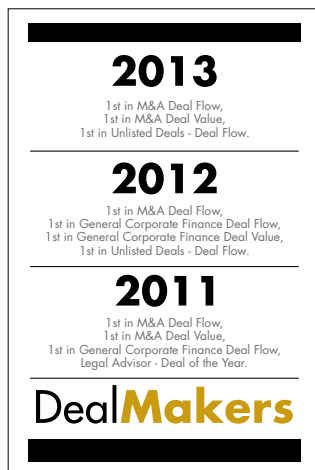 2013
1st in M&A Deal Flow,
1st in M&A Deal Value,
1st in Unlisted Deals - Deal Flow.
2012
1st in M&A Deal Flow,
1st in General Corporate Finance Deal Flow,
1st in General Corporate Finance Deal Value,
1st in Unlisted Deals - Deal Flow.
2011
1st in M&A Deal Flow,
1st in M&A Deal Value,
1st in General Corporate Finance Deal Flow,
Legal Advisor - Deal of the Year.
DealMakers